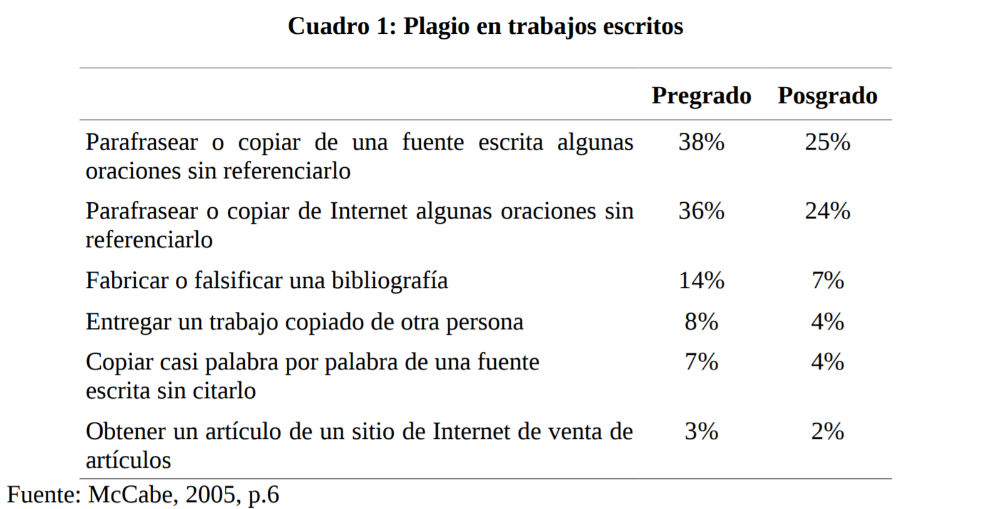 Cuadro 1: Plagio en trabajos escritos
Pregrado Posgrado
Parafrasear o copiar de una fuente escrita algunas 38% 25%
oraciones sin referenciarlo
Parafrasear o copiar de Internet algunas oraciones sin 36% 24%
referenciarlo
Fabricar o falsificar una bibliografía 14% 7%
Entregar un trabajo copiado de otra persona 8% 4%
Copiar casi palabra por palabra de una fuente 7% 4%
escrita sin citarlo
Obtener un artículo de un sitio de Internet de venta de 3% 2%
artículos
Fuente: McCabe, 2005, p.6